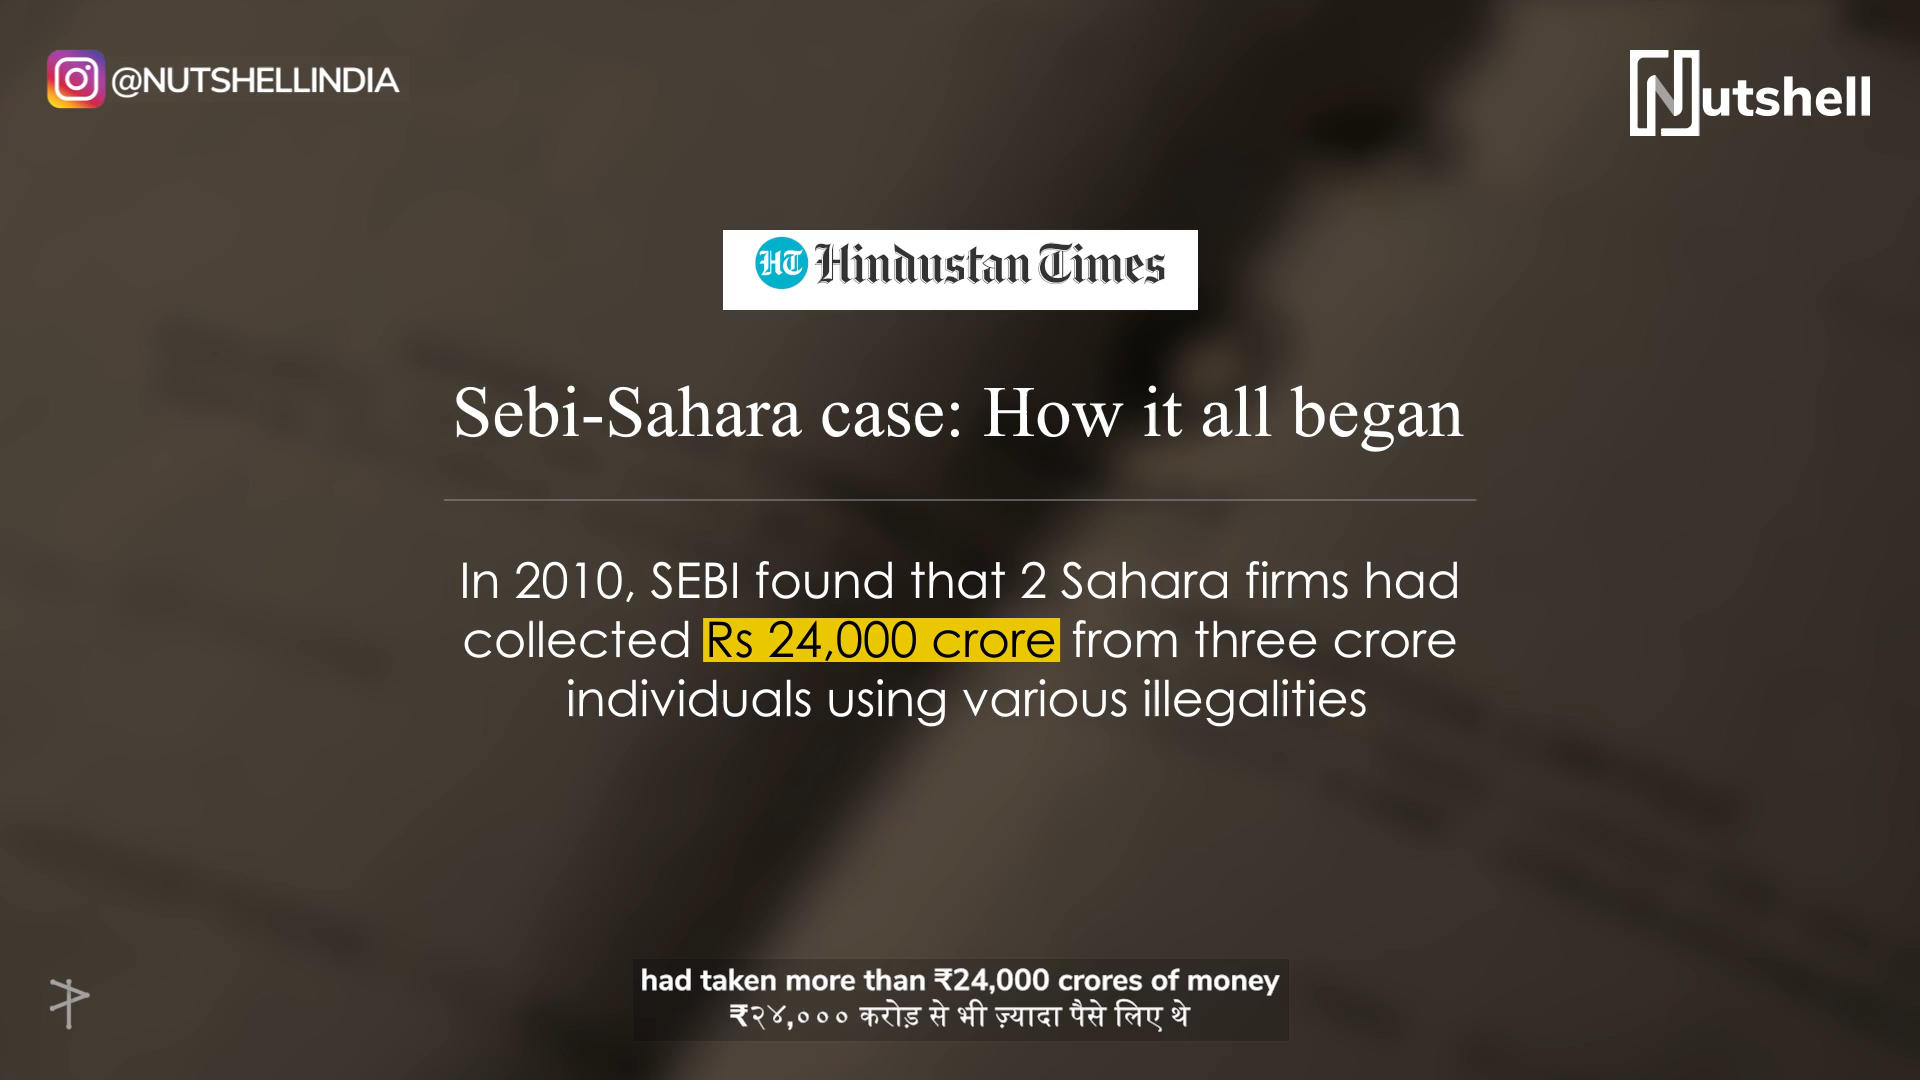 @NUTSHELLINDIA
Nutshell
HT Hindustan Times
Sebi-Sahara case: How it all began
In 2010, SEBI found that 2 Sahara firms had
collected Rs 24,000 crore from three crore
individuals using various illegalities
had taken more than ₹24,000 crores of money
₹२४,००० करोड़ से भी ज़्यादा पैसे लिए थे